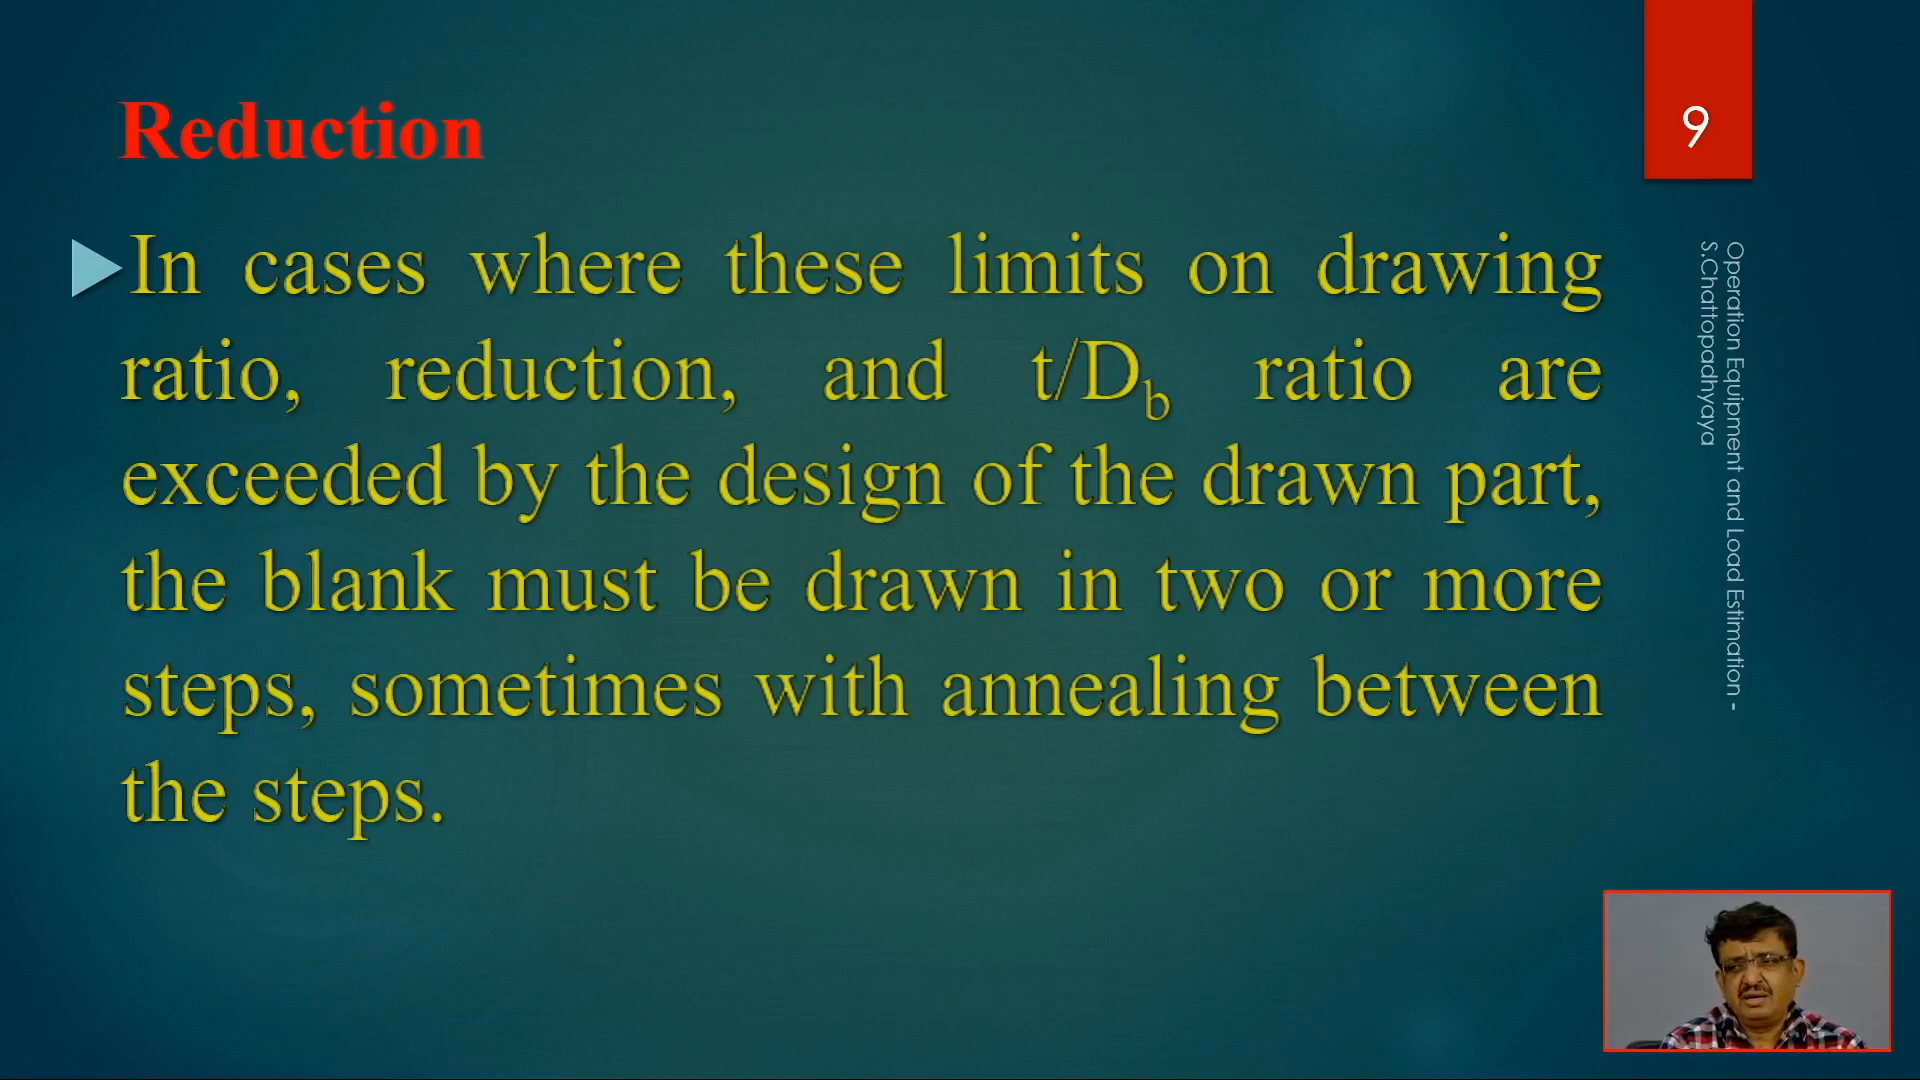 Reduction
9
In cases where these limits on drawing
ratio, reduction, and t/Db ratio are
exceeded by the design of the drawn part,
the blank must be drawn in two or more
steps, sometimes with annealing between
the steps.
Operation Equipment and Load Estimation -
S.Chattopadhyaya